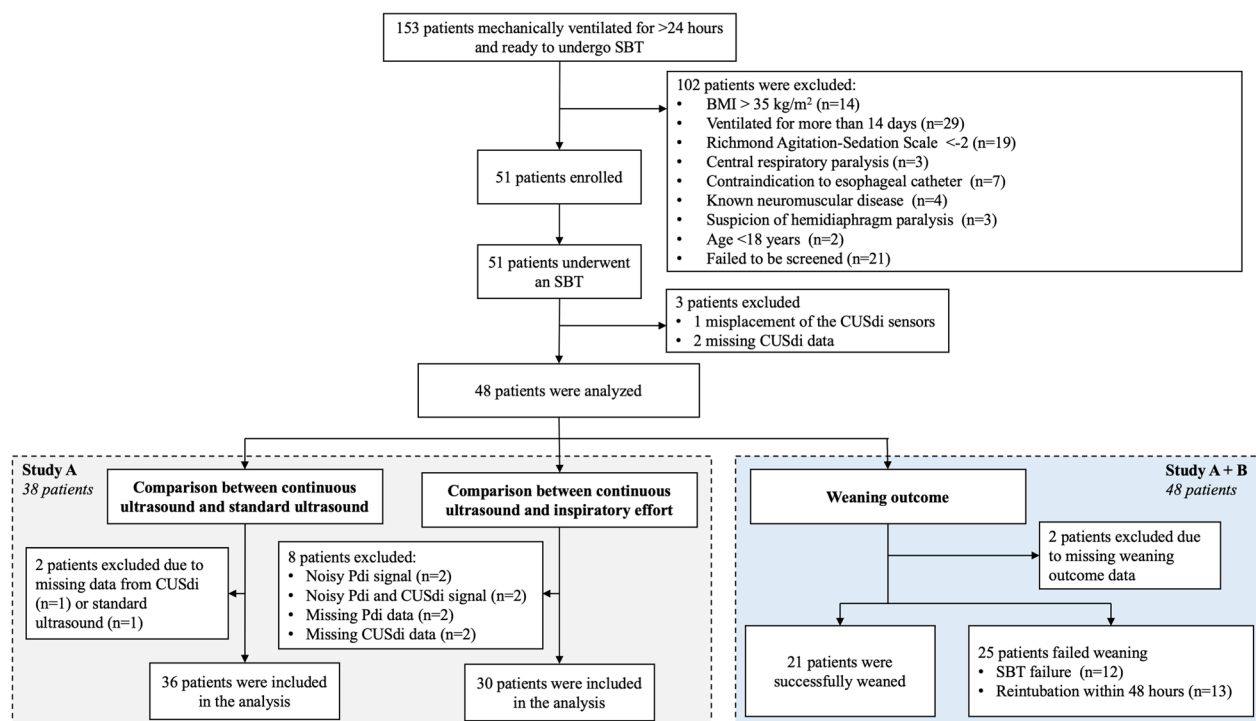 153 patients mechanically ventilated for >24 hours
and ready to undergo SBT
102 patients were excluded:
• BMI > 35 kg/m² (n=14)
• Ventilated for more than 14 days (n=29)
• Richmond Agitation-Sedation Scale <-2 (n=19)
• Central respiratory paralysis (n=3)
• Contraindication to esophageal catheter (n=7)
• Known neuromuscular disease (n=4)
• Suspicion of hemidiaphragm paralysis (n=3)
• Age <18 years (n=2)
• Failed to be screened (n=21)
51 patients enrolled
51 patients underwent
an SBT
3 patients excluded
• 1 misplacement of the CUSdi sensors
• 2 missing CUSdi data
48 patients were analyzed
Study A
38 patients
Comparison between continuous
ultrasound and standard ultrasound
Comparison between continuous
ultrasound and inspiratory effort
2 patients excluded due to
missing data from CUSdi
(n=1) or standard
ultrasound (n=1)
8 patients excluded:
• Noisy Pdi signal (n=2)
• Noisy Pdi and CUSdi signal (n=2)
• Missing Pdi data (n=2)
• Missing CUSdi data (n=2)
36 patients were included
in the analysis
30 patients were included
in the analysis
Study A + B
48 patients
Weaning outcome
2 patients excluded due
to missing weaning
outcome data
21 patients were
successfully weaned
25 patients failed weaning
• SBT failure (n=12)
• Reintubation within 48 hours (n=13)